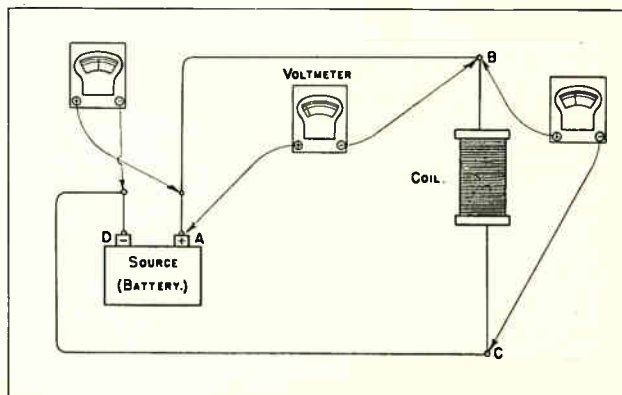 B
VOLTMETER
+ -
+ -
+ -
COIL.
D - + A
SOURCE
(BATTERY.)
C